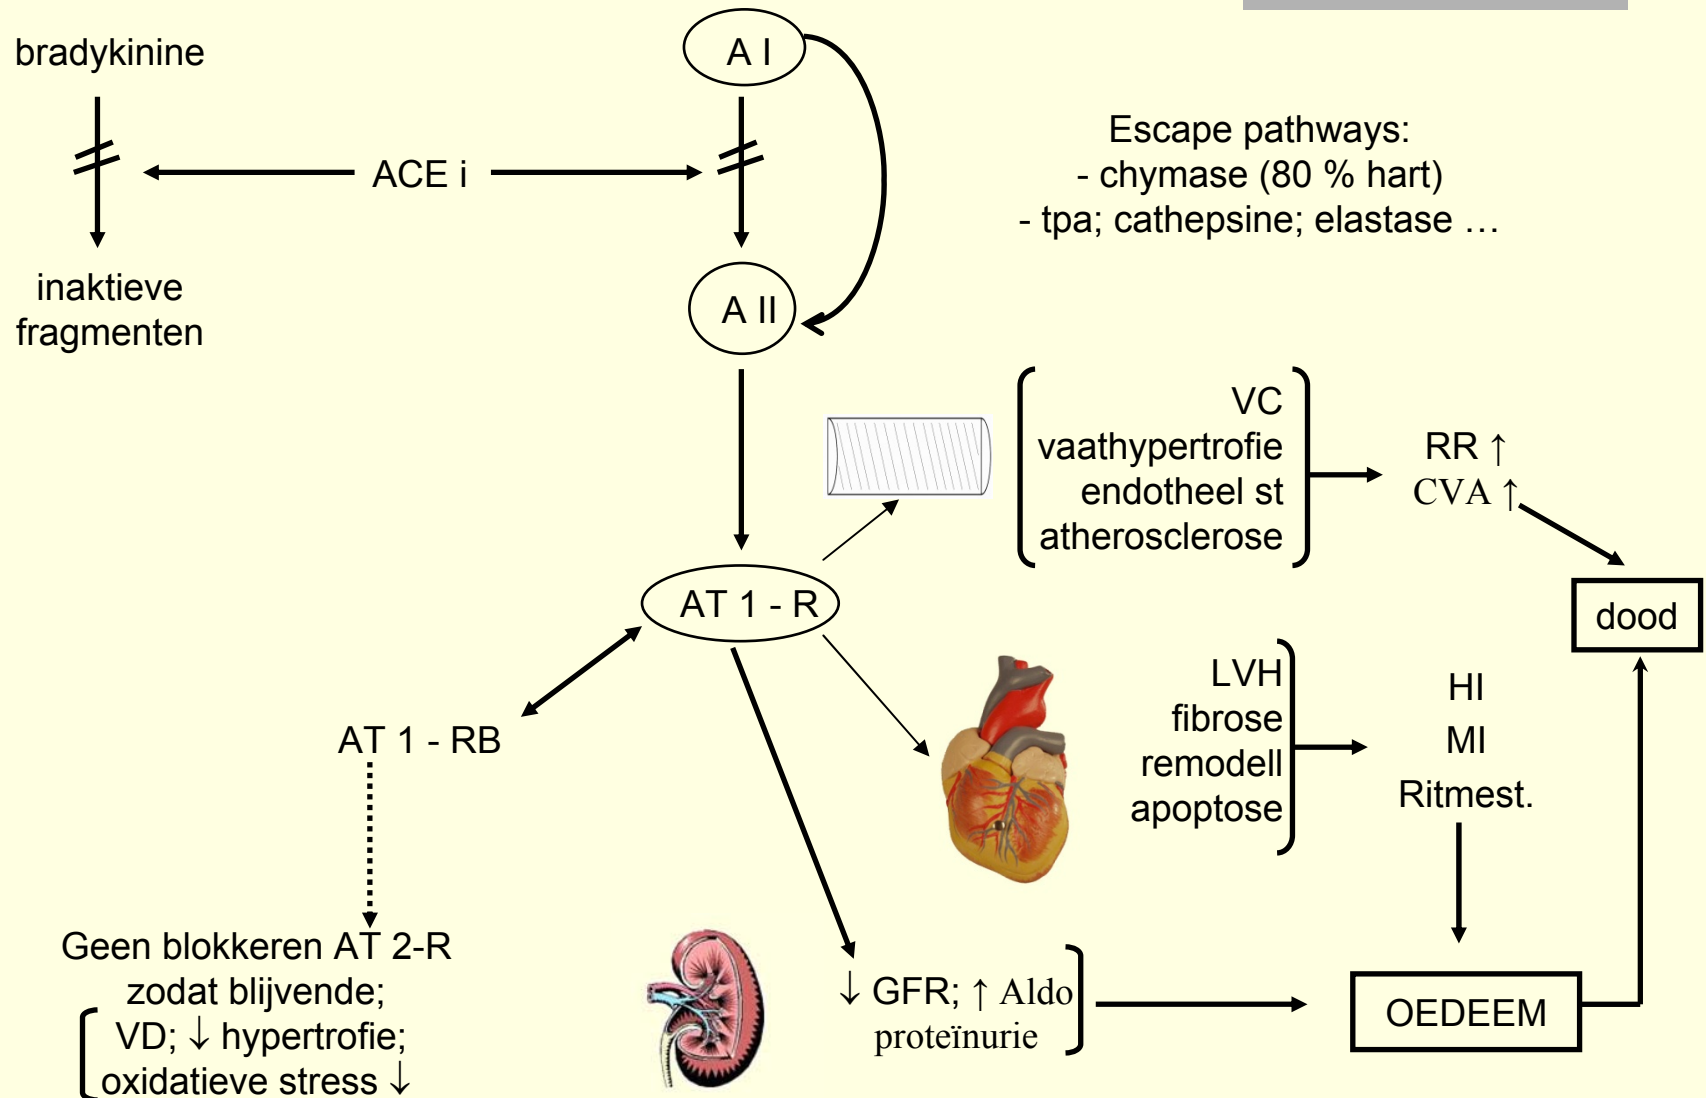 bradykinine
A I
Escape pathways:
- chymase (80 % hart)
- tpa; cathepsine; elastase …
ACE i
inaktieve
fragmenten
A II
VC
vaathypertrofie
endotheel st
atherosclerose
RR ↑
CVA ↑
AT 1 - R
dood
LVH
fibrose
remodell
apoptose
HI
MI
Ritmest.
AT 1 - RB
Geen blokkeren AT 2-R
zodat blijvende;
VD; ↓ hypertrofie;
oxidatieve stress ↓
↓ GFR; ↑ Aldo
proteïnurie
OEDEEM